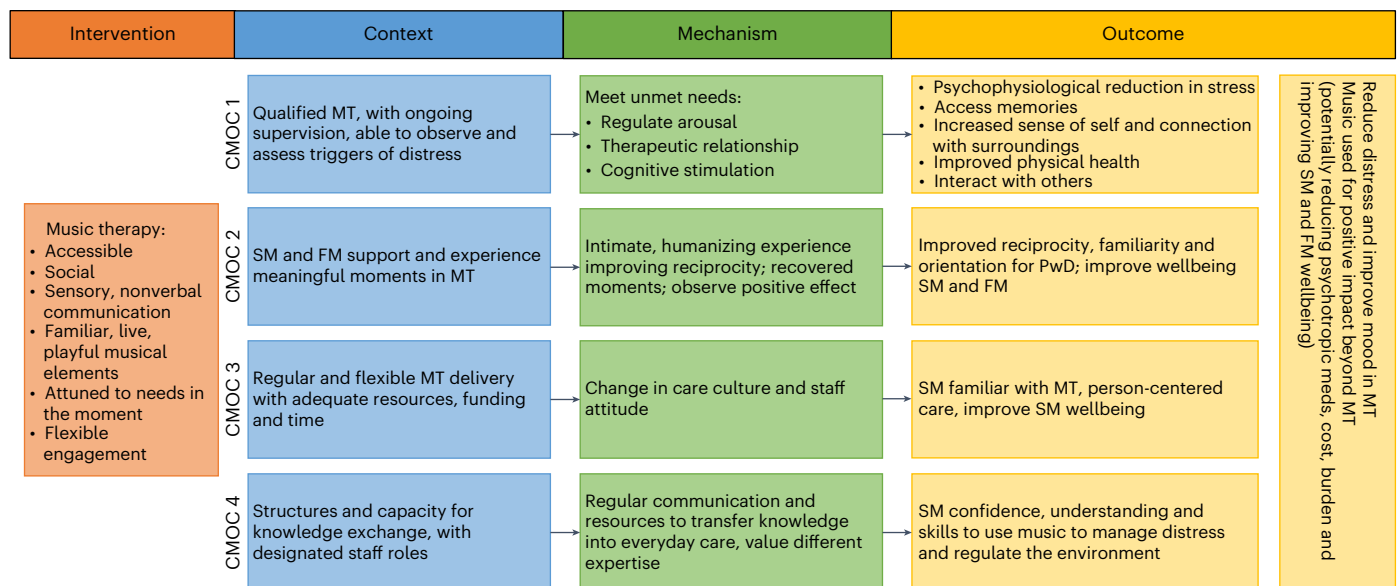 Intervention
Context
Mechanism
Outcome
Music therapy:
• Accessible
• Social
• Sensory, nonverbal
communication
• Familiar, live,
playful musical
elements
• Attuned to needs in
the moment
• Flexible
engagement
CMOC 1
Qualified MT, with ongoing
supervision, able to observe and
assess triggers of distress
Meet unmet needs:
• Regulate arousal
• Therapeutic relationship
• Cognitive stimulation
• Psychophysiological reduction in stress
• Access memories
• Increased sense of self and connection
with surroundings
• Improved physical health
• Interact with others
CMOC 2
SM and FM support and experience
meaningful moments in MT
Intimate, humanizing experience
improving reciprocity; recovered
moments; observe positive effect
Improved reciprocity, familiarity and
orientation for PwD; improve wellbeing
SM and FM
CMOC 3
Regular and flexible MT delivery
with adequate resources, funding
and time
Change in care culture and staff
attitude
SM familiar with MT, person-centered
care, improve SM wellbeing
CMOC 4
Structures and capacity for
knowledge exchange, with
designated staff roles
Regular communication and
resources to transfer knowledge
into everyday care, value different
expertise
SM confidence, understanding and
skills to use music to manage distress
and regulate the environment
Reduce distress and improve mood in MT
Music used for positive impact beyond MT
(potentially reducing psychotropic meds, cost, burden and
improving SM and FM wellbeing)